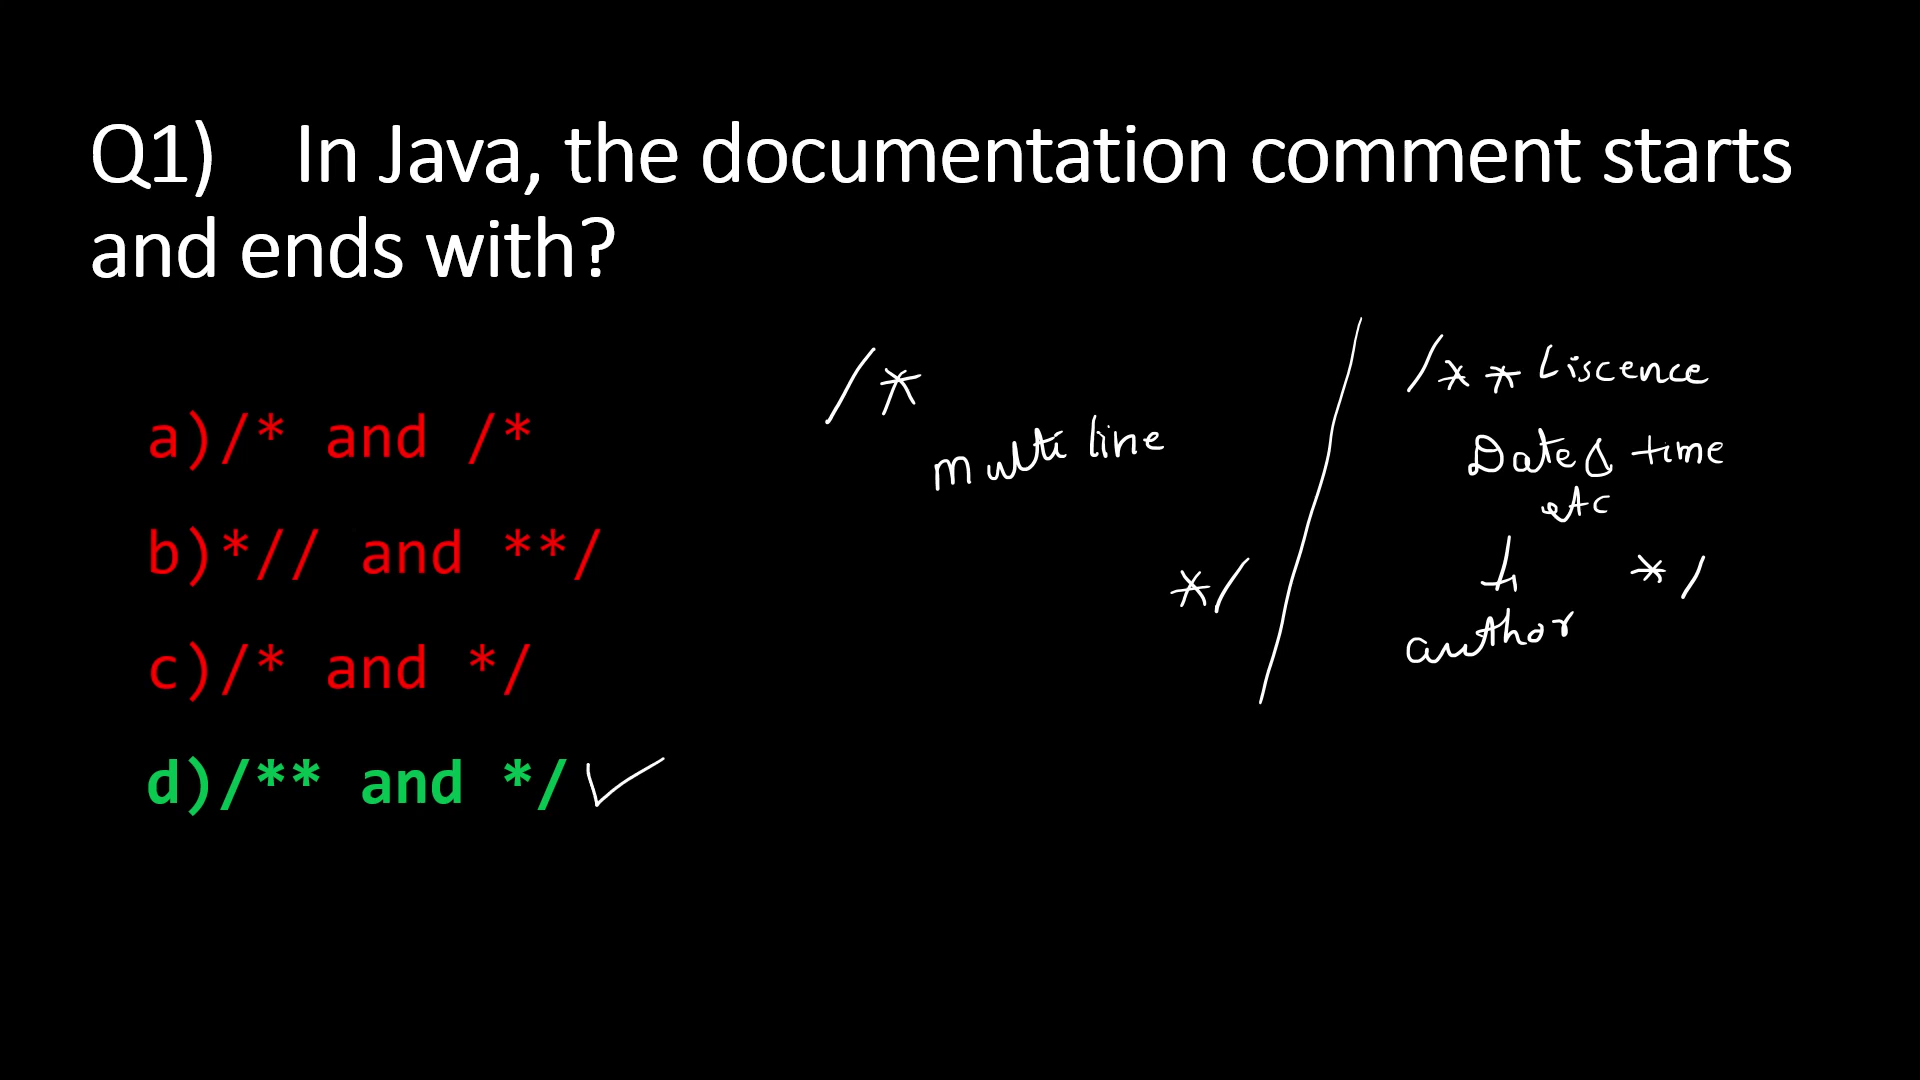 Q1) In Java, the documentation comment starts
and ends with?
a)/* and /*
b)*// and **/
c)/* and */
d)/** and */
/*
multi line
*/
/** Liscence
Date & time
etc
author
*/